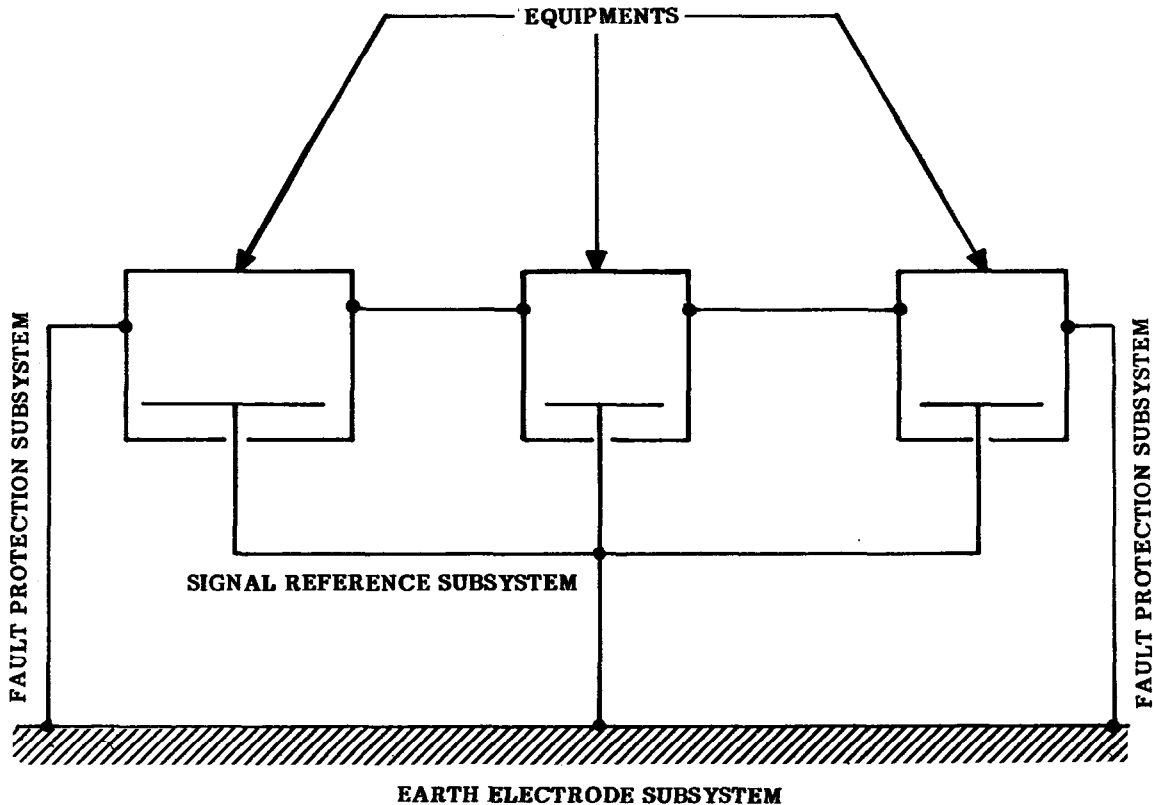 EQUIPMENTS
FAULT PROTECTION SUBSYSTEM
FAULT PROTECTION SUBSYSTEM
SIGNAL REFERENCE SUBSYSTEM
EARTH ELECTRODE SUBSYSTEM